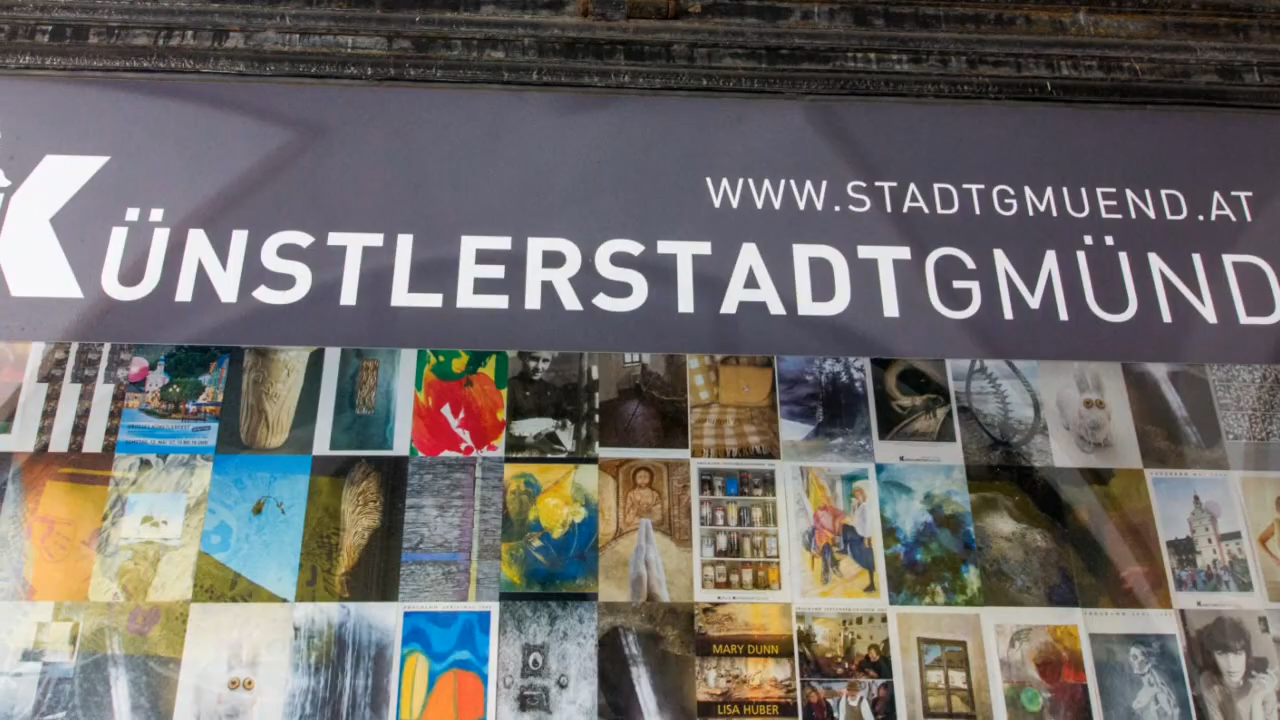 WWW.STADTGMUEND.AT
KÜNSTLERSTADTGMÜND
MARY DUNN
LISA HUBER